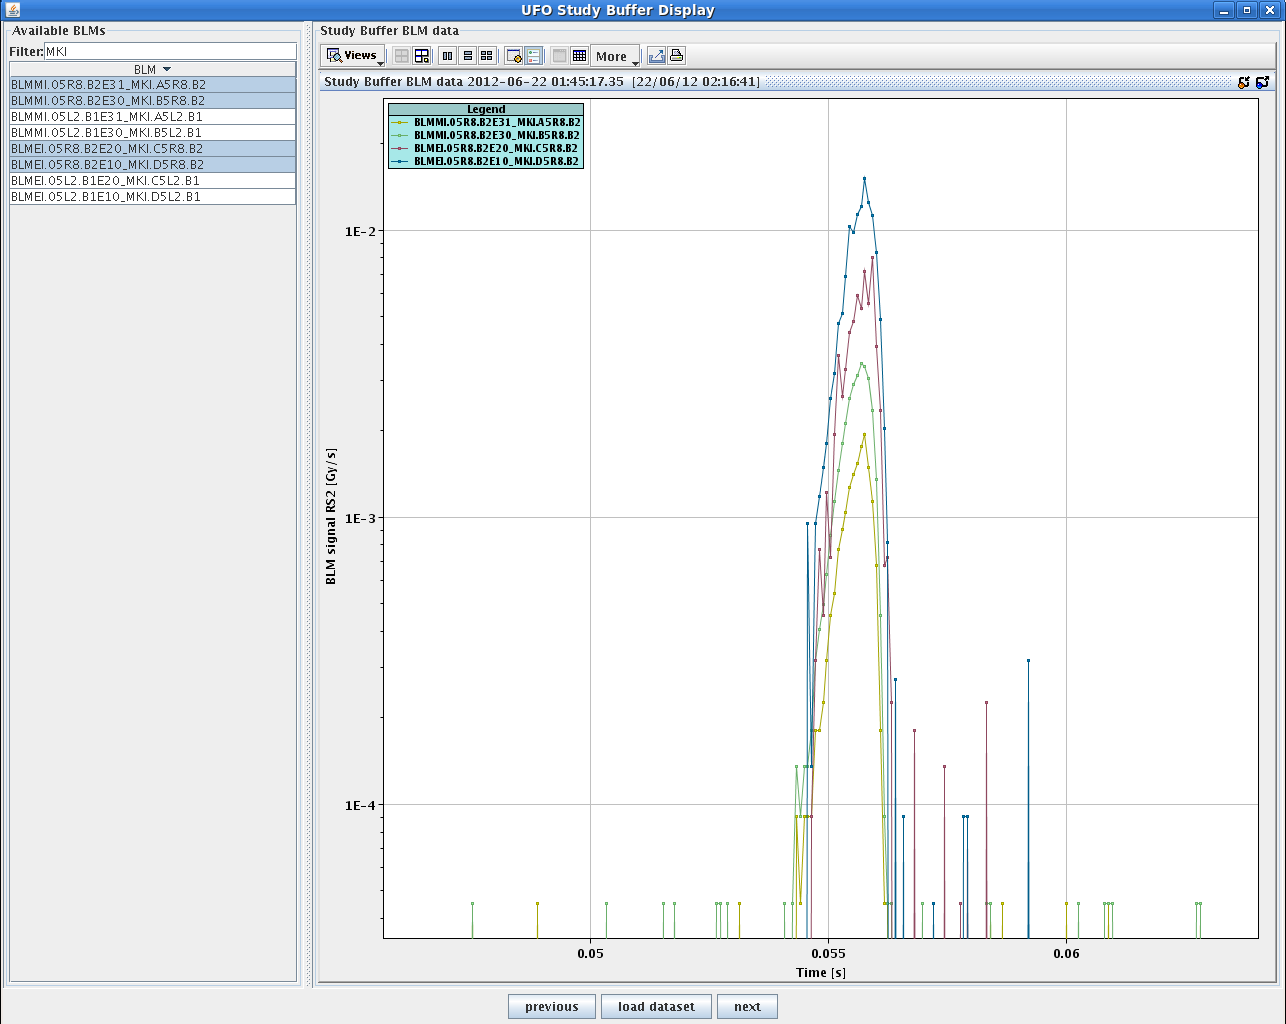 UFO Study Buffer Display
Available BLMs
Filter: MKI
BLM
BLMMI.05R8.B2E31_MKI.A5R8.B2
BLMMI.05R8.B2E30_MKI.B5R8.B2
BLMMI.05L2.B1E31_MKI.A5L2.B1
BLMMI.05L2.B1E30_MKI.B5L2.B1
BLMEI.05R8.B2E20_MKI.C5R8.B2
BLMEI.05R8.B2E10_MKI.D5R8.B2
BLMEI.05L2.B1E20_MKI.C5L2.B1
BLMEI.05L2.B1E10_MKI.D5L2.B1
Study Buffer BLM data
Views
More
Study Buffer BLM data 2012-06-22 01:45:17.35 [22/06/12 02:16:41]
Legend
BLMMI.05R8.B2E31_MKI.A5R8.B2
BLMMI.05R8.B2E30_MKI.B5R8.B2
BLMEI.05R8.B2E20_MKI.C5R8.B2
BLMEI.05R8.B2E10_MKI.D5R8.B2
1E-2
1E-3
1E-4
BLM signal RS2 [Gy/s]
0.05 0.055 0.06
Time [s]
previous load dataset next